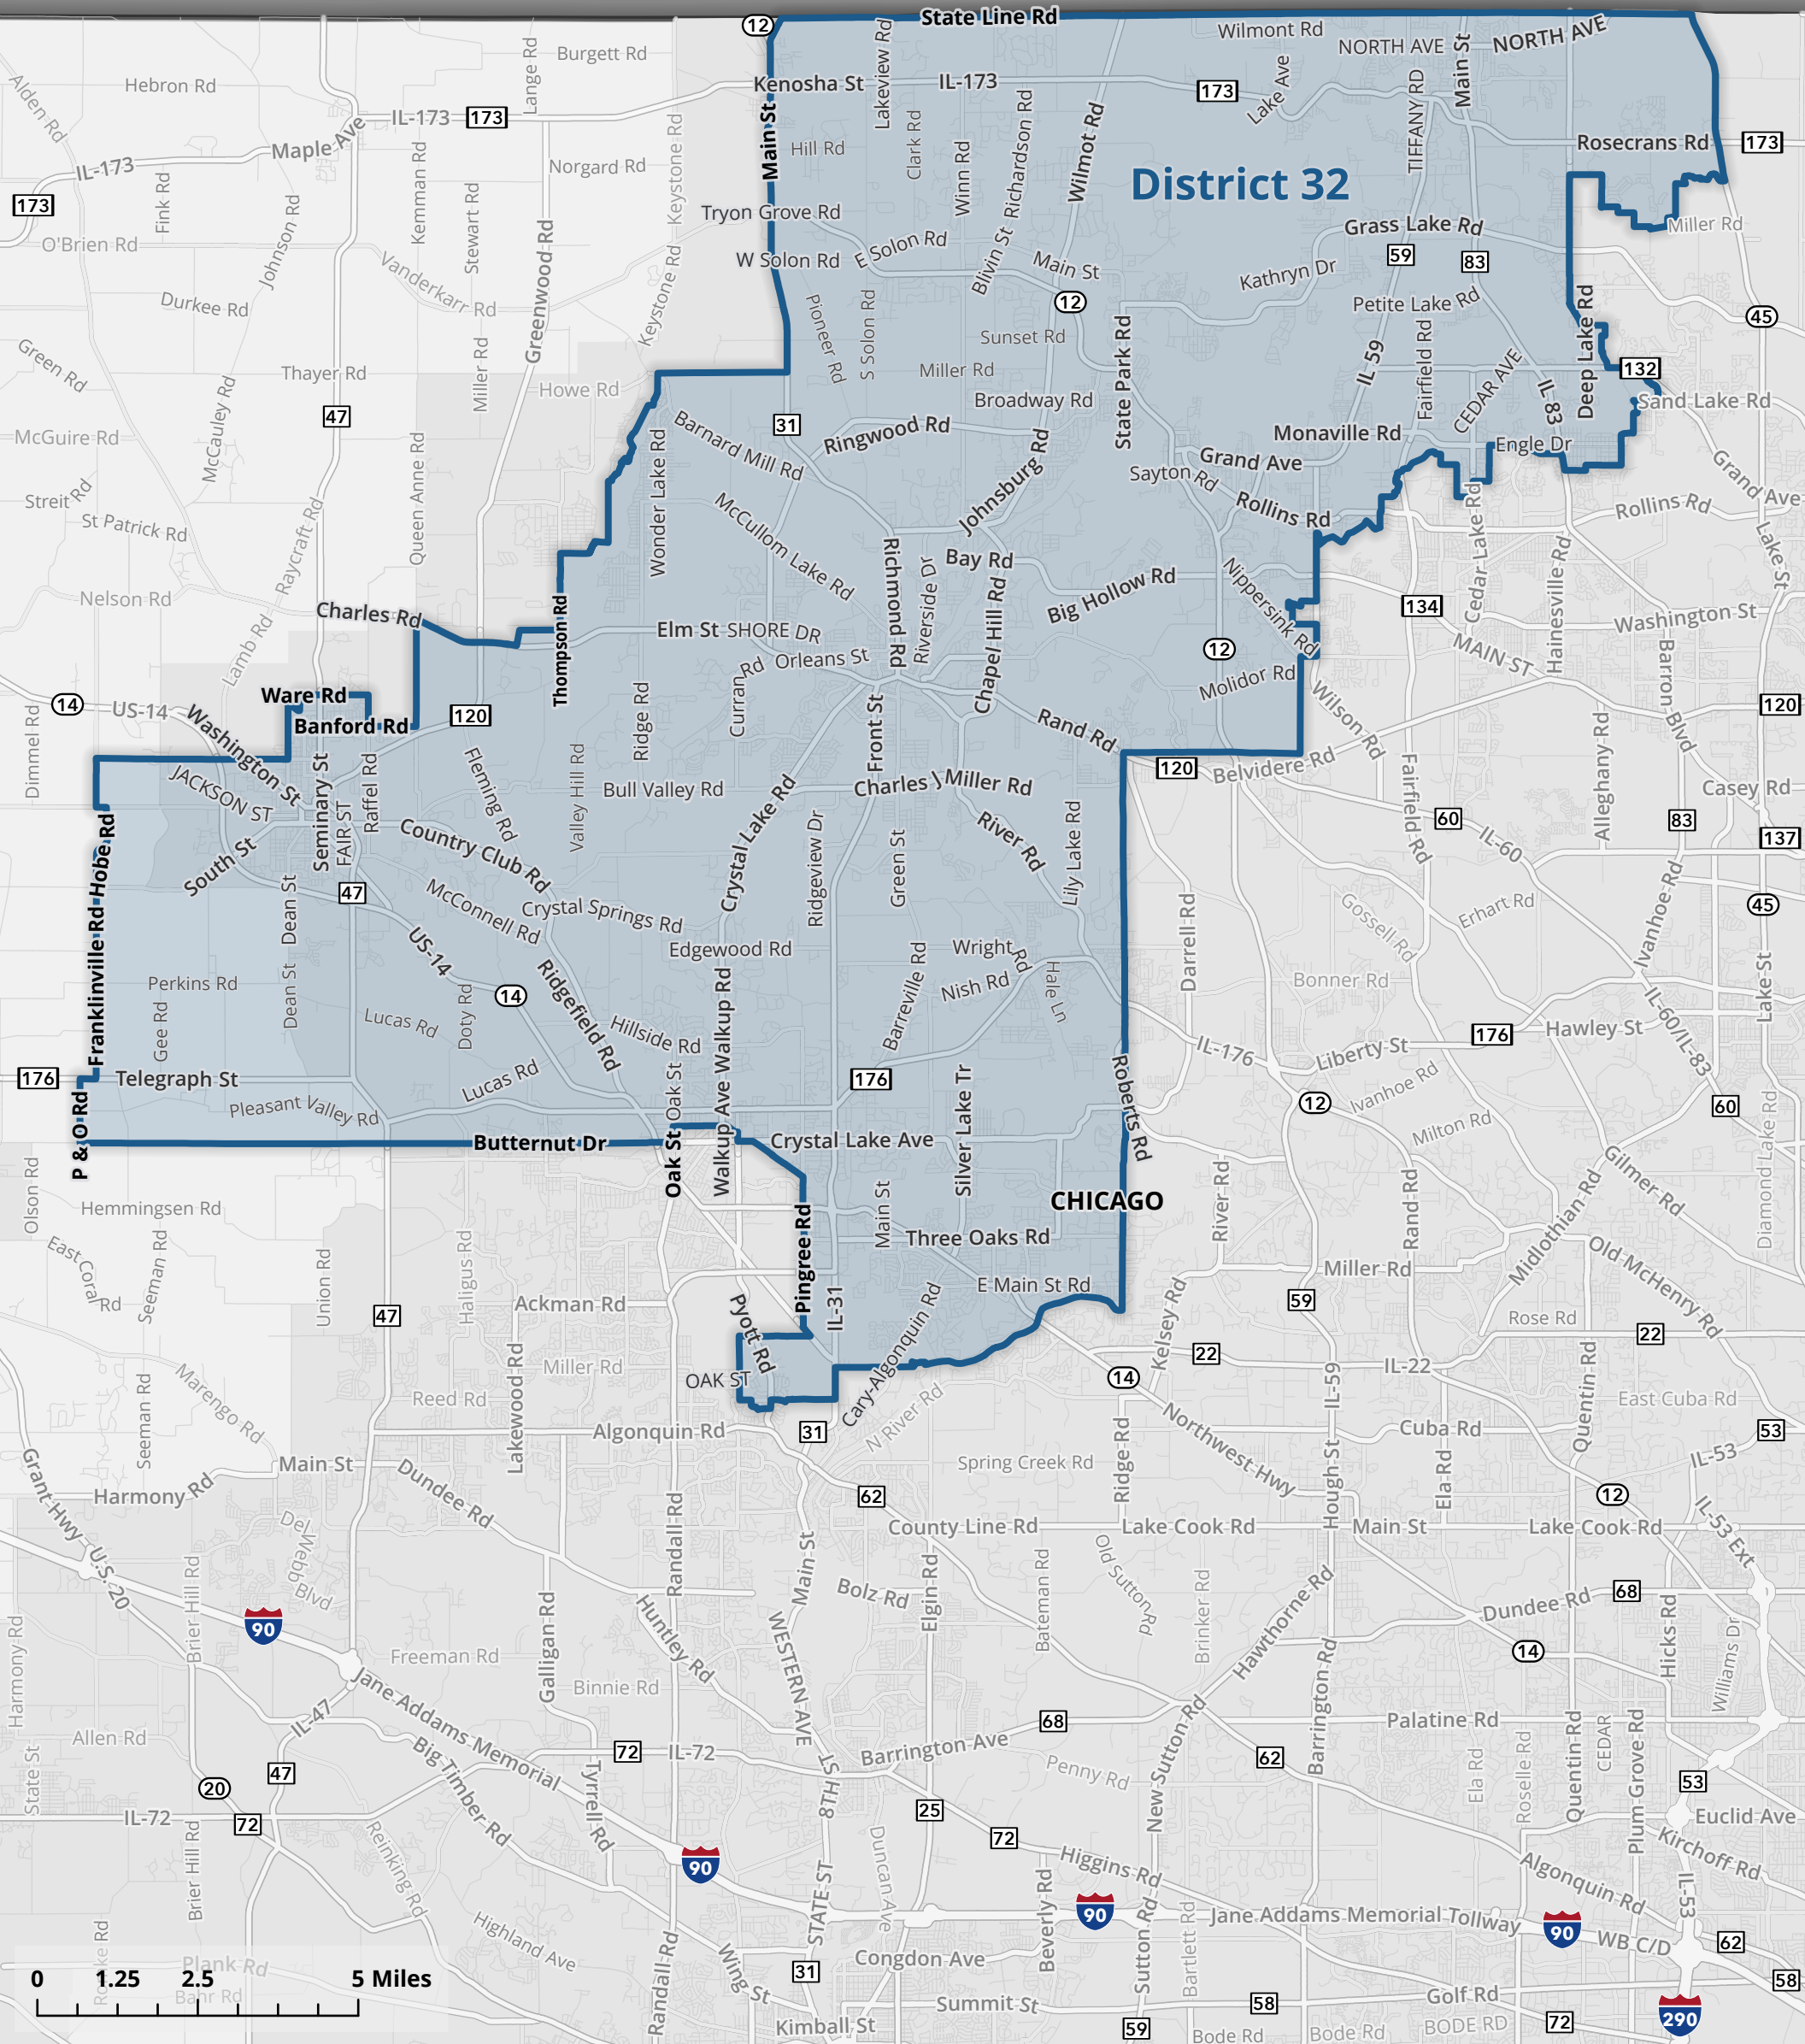 State Line Rd
12
Wilmont Rd
NORTH AVE
Main St
NORTH AVE
Burgett Rd
Lange Rd
Lakeview Rd
Hebron Rd
Alden Rd
Kenosha St
IL-173
173
Lake Ave
TIFFANY RD
IL-173
173
Maple Ave
IL-173
Main St
Hill Rd
Clark Rd
Winn Rd
Richardson Rd
Wilmot Rd
Rosecrans Rd
173
Norgard Rd
Keystone Rd
Kemman Rd
Fink Rd
173
Johnson Rd
Stewart Rd
District 32
Tryon Grove Rd
Grass Lake Rd
Miller Rd
O'Brien Rd
Vanderkarr Rd
Greenwood Rd
Keystone Rd
W Solon Rd
E Solon Rd
Blivin St
Main St
Kathryn Dr
59
83
Durkee Rd
Pioneer Rd
S Solon Rd
12
Petite Lake Rd
45
Green Rd
Thayer Rd
Miller Rd
Howe Rd
Sunset Rd
Miller Rd
State Park Rd
IL 59
Fairfield Rd
CEDAR AVE
IL 83
Deep Lake Rd
132
Sand Lake Rd
McCauley Rd
47
McGuire Rd
Broadway Rd
31
Ringwood Rd
Barnard Mill Rd
Monaville Rd
Engle Dr
Queen Anne Rd
Wonder Lake Rd
Johnsburg Rd
Grand Ave
Sayton Rd
Rollins Rd
Grand Ave
Rollins Rd
Streit Rd
St Patrick Rd
Raycraft Rd
McCullom Lake Rd
Richmond Rd
Bay Rd
Riverside Dr
Chapel Hill Rd
Big Hollow Rd
Nippersink Rd
134
Cedar Lake Rd
Hainesville Rd
Lake St
Washington St
Nelson Rd
Charles Rd
Lamb Rd
Thompson Rd
Elm St
SHORE DR
Orleans St
12
Molidor Rd
MAIN ST
Barron Blvd
Ware Rd
Banford Rd
14
US-14
Washington St
120
Ridge Rd
Curran Rd
Front St
Rand Rd
Wilson Rd
120
Dimmel Rd
JACKSON ST
Seminary St
FAIR ST
Raffel Rd
Fleming Rd
Valley Hill Rd
Bull Valley Rd
Crystal Lake Rd
Charles J Miller Rd
120
Belvidere Rd
Alleghany Rd
Casey Rd
Fairfield Rd
60
IL-60
83
137
South St
Country Club Rd
47
Dean St
McConnell Rd
Crystal Springs Rd
Ridgeview Dr
Green St
River Rd
Lily Lake Rd
Darrell Rd
Gossell Rd
Erhart Rd
Ivanhoe Rd
45
Hobe Rd
Franklinville Rd
US-14
Edgewood Rd
Wright Rd
Perkins Rd
Dean St
14
Ridgefield Rd
Walkup Rd
Barreville Rd
Nish Rd
Hale Ln
Bonner Rd
Lake St
Gee Rd
Lucas Rd
Doty Rd
Hillside Rd
IL-176
176
Hawley St
IL-60/IL-83
Liberty St
176
Telegraph St
Lucas Rd
Oak St
Walkup Ave
176
Roberts Rd
12
Ivanhoe Rd
60
P & O Rd
Pleasant Valley Rd
Silver Lake Tr
Milton Rd
Diamond Lake Rd
Butternut Dr
Oak St
Crystal Lake Ave
Olson Rd
Hemmingsen Rd
Main St
CHICAGO
River Rd
Rand Rd
Midlothian Rd
Gilmer Rd
East Coral Rd
Seeman Rd
Union Rd
Haligus Rd
Pingree Rd
Three Oaks Rd
Miller Rd
Old McHenry Rd
E Main St Rd
47
Ackman Rd
Pyott Rd
IL-31
Cary-Algonquin Rd
Kelsey Rd
59
Rose Rd
22
Miller Rd
22
IL-22
Marengo Rd
Lakewood Rd
OAK ST
14
Reed Rd
N River Rd
IL-59
Quentin Rd
East Cuba Rd
Seeman Rd
Algonquin Rd
31
Ridge Rd
Northwest Hwy
Cuba Rd
53
IL-53
Grant Hwy
Main St
Harmony Rd
Dundee Rd
Spring Creek Rd
Hough St
Ela Rd
62
12
Randall Rd
Main St
County Line Rd
Lake Cook Rd
Main St
Lake Cook Rd
IL-53 Ext
Del Webb Blvd
U.S. 20
Old Sutton Rd
Bateman Rd
Brinker Rd
Hawthorne Rd
Dundee Rd
68
Brier Hill Rd
90
Galligan Rd
Huntley Rd
Bolz Rd
Elgin Rd
WESTERN AVE
14
Hicks Rd
Williams Dr
Harmony Rd
Freeman Rd
Jane Addams Memorial
Binnie Rd
Barrington Rd
IL-47
Allen Rd
Big Timber Rd
72
IL-72
Barrington Ave
68
New Sutton Rd
Palatine Rd
62
Penny Rd
Quentin Rd
CEDAR
Plum Grove Rd
State St
20
47
Tyrrell Rd
8TH ST
Ela Rd
Roselle Rd
53
IL-72
72
25
72
Euclid Ave
Kirchoff Rd
Brier Hill Rd
Reinking Rd
90
STATE ST
Duncan Ave
Higgins Rd
Algonquin Rd
IL-53
Beverly Rd
Sutton Rd
Bartlett Rd
90
Jane Addams Memorial Tollway
90
WB C/D
62
Highland Ave
Randall Rd
Wing St
Congdon Ave
Plank Rd
0 1.25 2.5 5 Miles
31
58
Bahr Rd
Summit St
58
Golf Rd
290
Kimball St
59
Bode Rd
Bode Rd
BODE RD
72